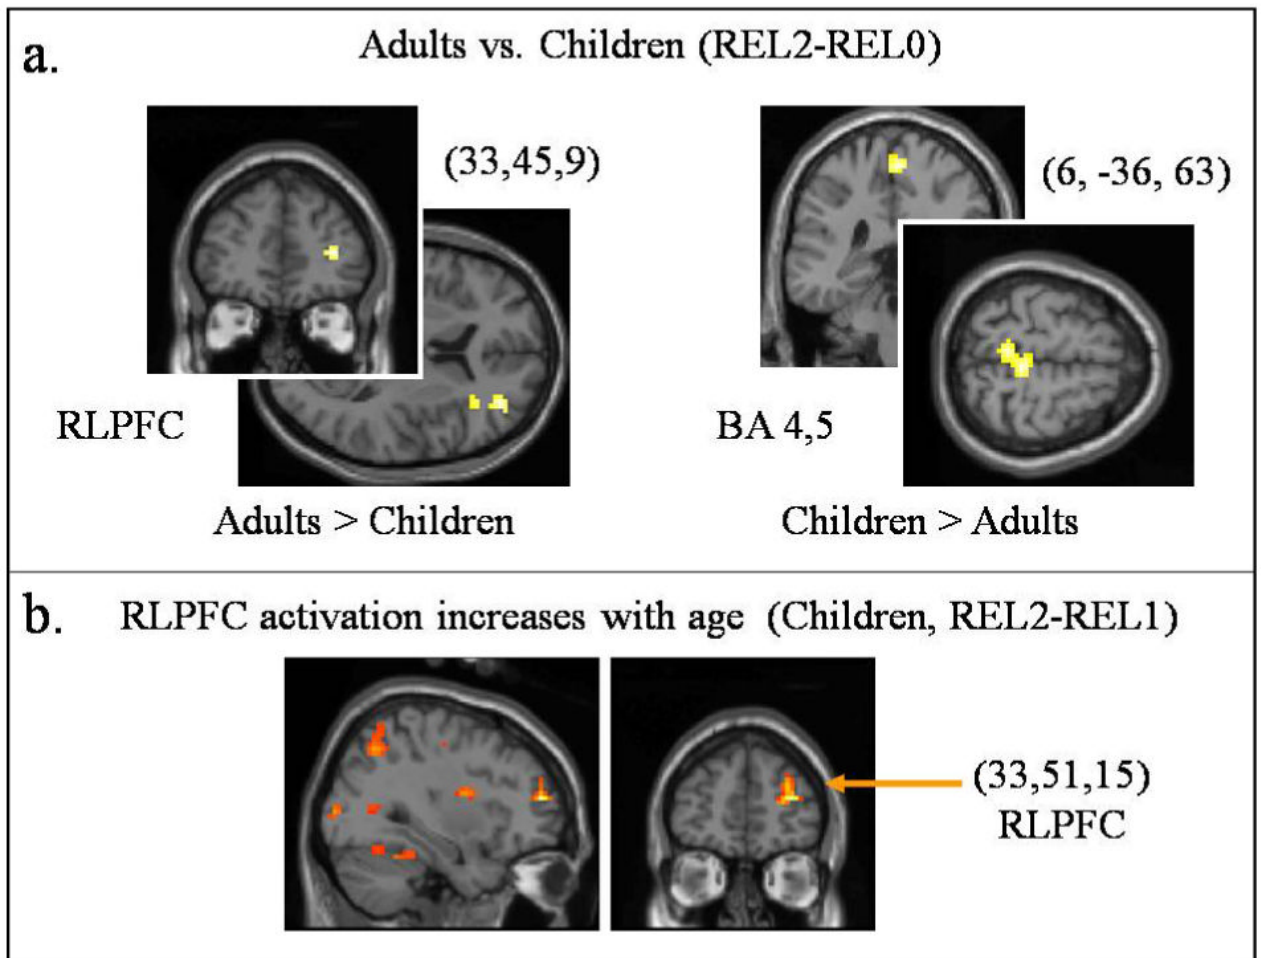 a.
Adults vs. Children (REL2-REL0)
(33,45,9)
RLPFC
Adults > Children
(6, -36, 63)
BA 4,5
Children > Adults
b.
RLPFC activation increases with age (Children, REL2-REL1)
(33,51,15)
RLPFC